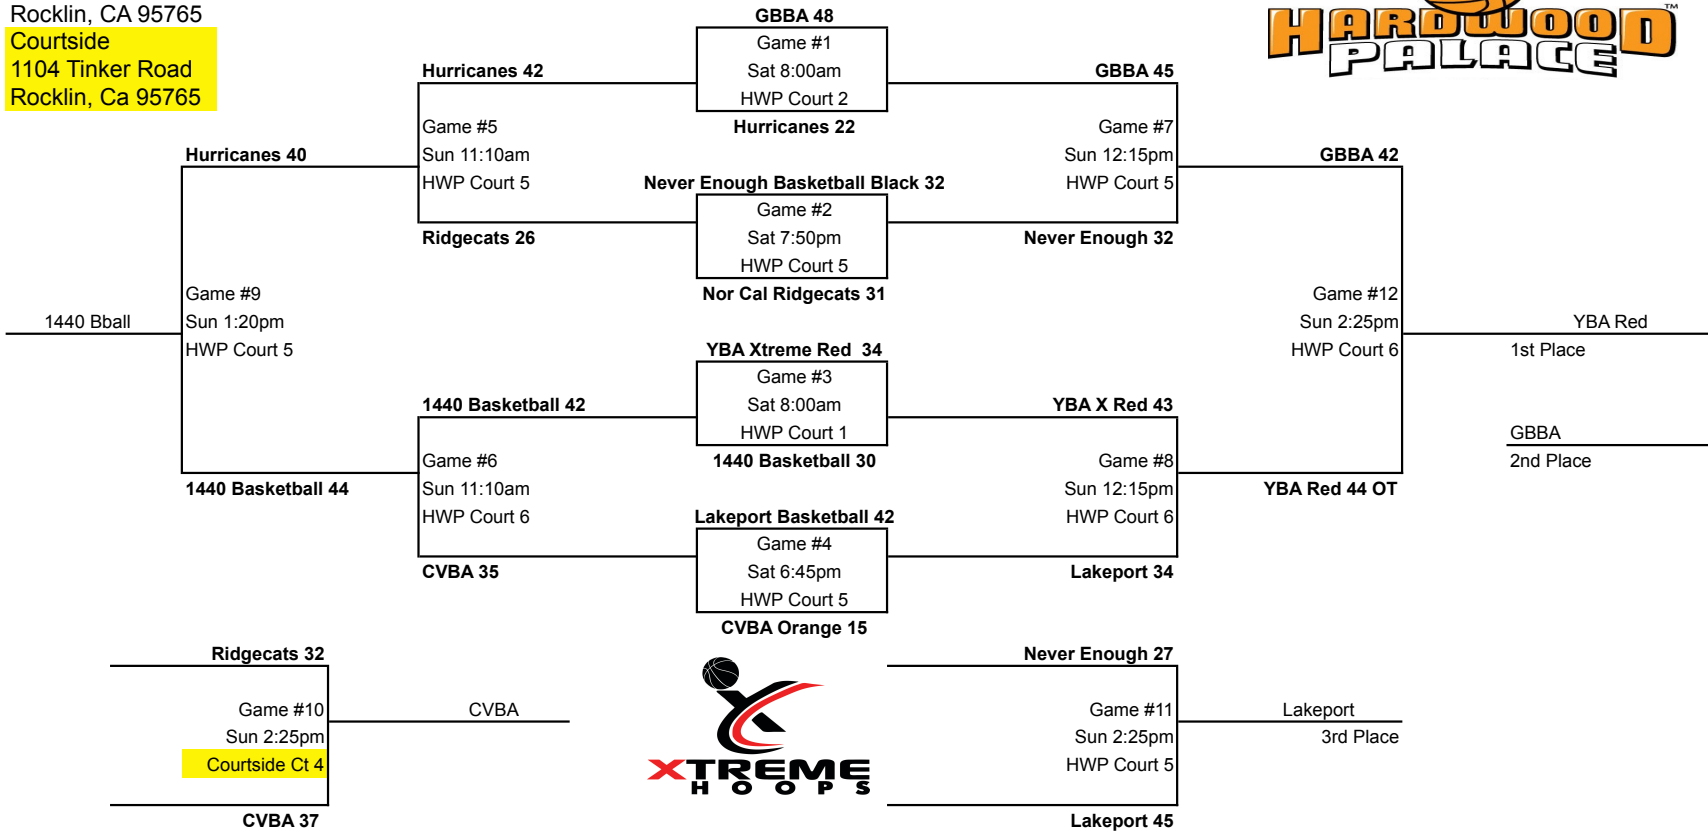 Rocklin, CA 95765
Courtside
1104 Tinker Road
Rocklin, Ca 95765
HARDWOOD
PALACE
TM
GBBA 48
Game #1
Sat 8:00am
HWP Court 2
Hurricanes 22
Hurricanes 42
Game #5
Sun 11:10am
HWP Court 5
Ridgecats 26
GBBA 45
Game #7
Sun 12:15pm
HWP Court 5
Never Enough 32
Never Enough Basketball Black 32
Game #2
Sat 7:50pm
HWP Court 5
Nor Cal Ridgecats 31
Hurricanes 40
Game #9
Sun 1:20pm
HWP Court 5
1440 Basketball 44
1440 Bball
GBBA 42
Game #12
Sun 2:25pm
HWP Court 6
YBA Red 44 OT
YBA Red
1st Place
GBBA
2nd Place
YBA Xtreme Red 34
Game #3
Sat 8:00am
HWP Court 1
1440 Basketball 30
1440 Basketball 42
Game #6
Sun 11:10am
HWP Court 6
CVBA 35
YBA X Red 43
Game #8
Sun 12:15pm
HWP Court 6
Lakeport 34
Lakeport Basketball 42
Game #4
Sat 6:45pm
HWP Court 5
CVBA Orange 15
Ridgecats 32
Game #10
Sun 2:25pm
Courtside Ct 4
CVBA 37
CVBA
XTREME
HOOPS
Never Enough 27
Game #11
Sun 2:25pm
HWP Court 5
Lakeport 45
Lakeport
3rd Place